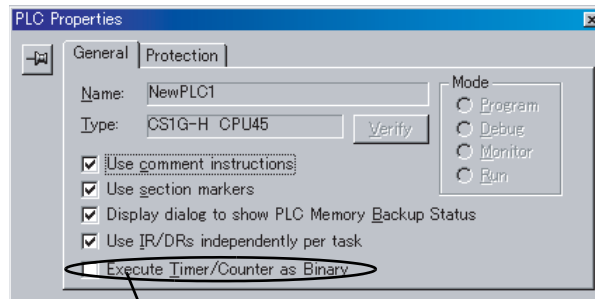 PLC Properties
General Protection
Name: NewPLC1
Type: CS1G-H CPU45 Verify
Mode
Program
Debug
Monitor
Run
Use comment instructions
Use section markers
Display dialog to show PLC Memory Backup Status
Use IR/DRs independently per task
Execute Timer/Counter as Binary